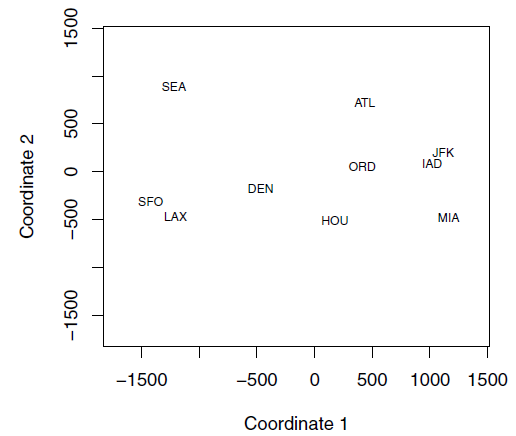 1500
SEA
ATL
500
JFK
IAD
ORD
0
DEN
SFO
LAX
HOU
MIA
−500
−1500
Coordinate 2
−1500 −500 0 500 1000 1500
Coordinate 1